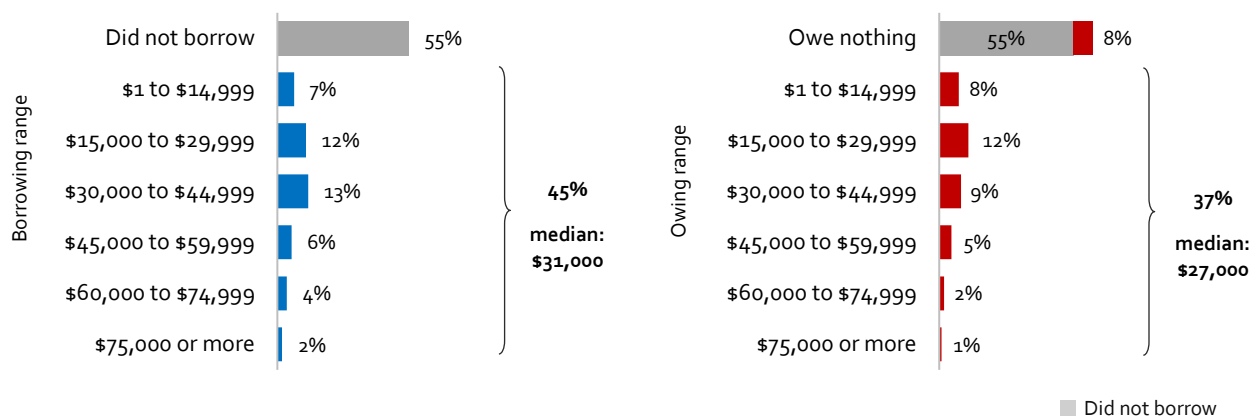 Did not borrow 55%
$1 to $14,999 7%
$15,000 to $29,999 12%
$30,000 to $44,999 13%
$45,000 to $59,999 6%
$60,000 to $74,999 4%
$75,000 or more 2%
Borrowing range
45%
median:
$31,000
Owe nothing 55% 8%
$1 to $14,999 8%
$15,000 to $29,999 12%
$30,000 to $44,999 9%
$45,000 to $59,999 5%
$60,000 to $74,999 2%
$75,000 or more 1%
Owing range
37%
median:
$27,000
Did not borrow